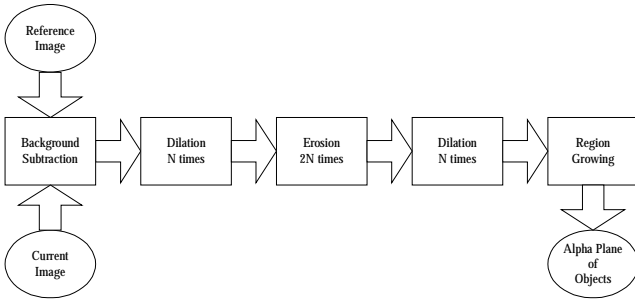 Reference
Image
Background
Subtraction
Dilation
N times
Erosion
2N times
Dilation
N times
Region
Growing
Current
Image
Alpha Plane
of
Objects